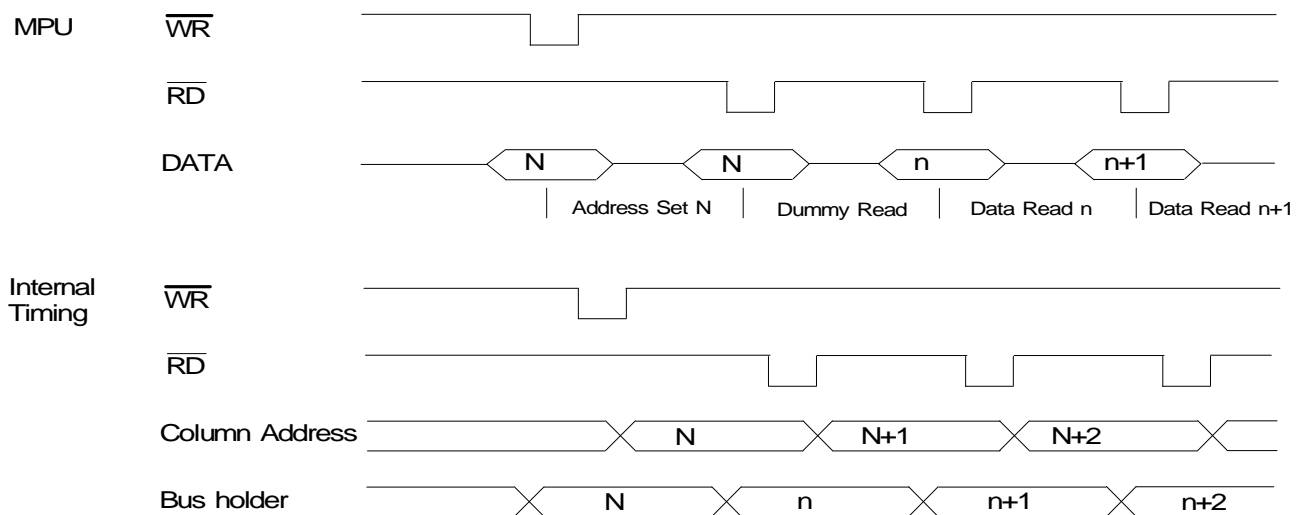 MPU WR
RD
DATA N N n n+1
Address Set N Dummy Read Data Read n Data Read n+1
Internal Timing WR
RD
Column Address N N+1 N+2
Bus holder N n n+1 n+2